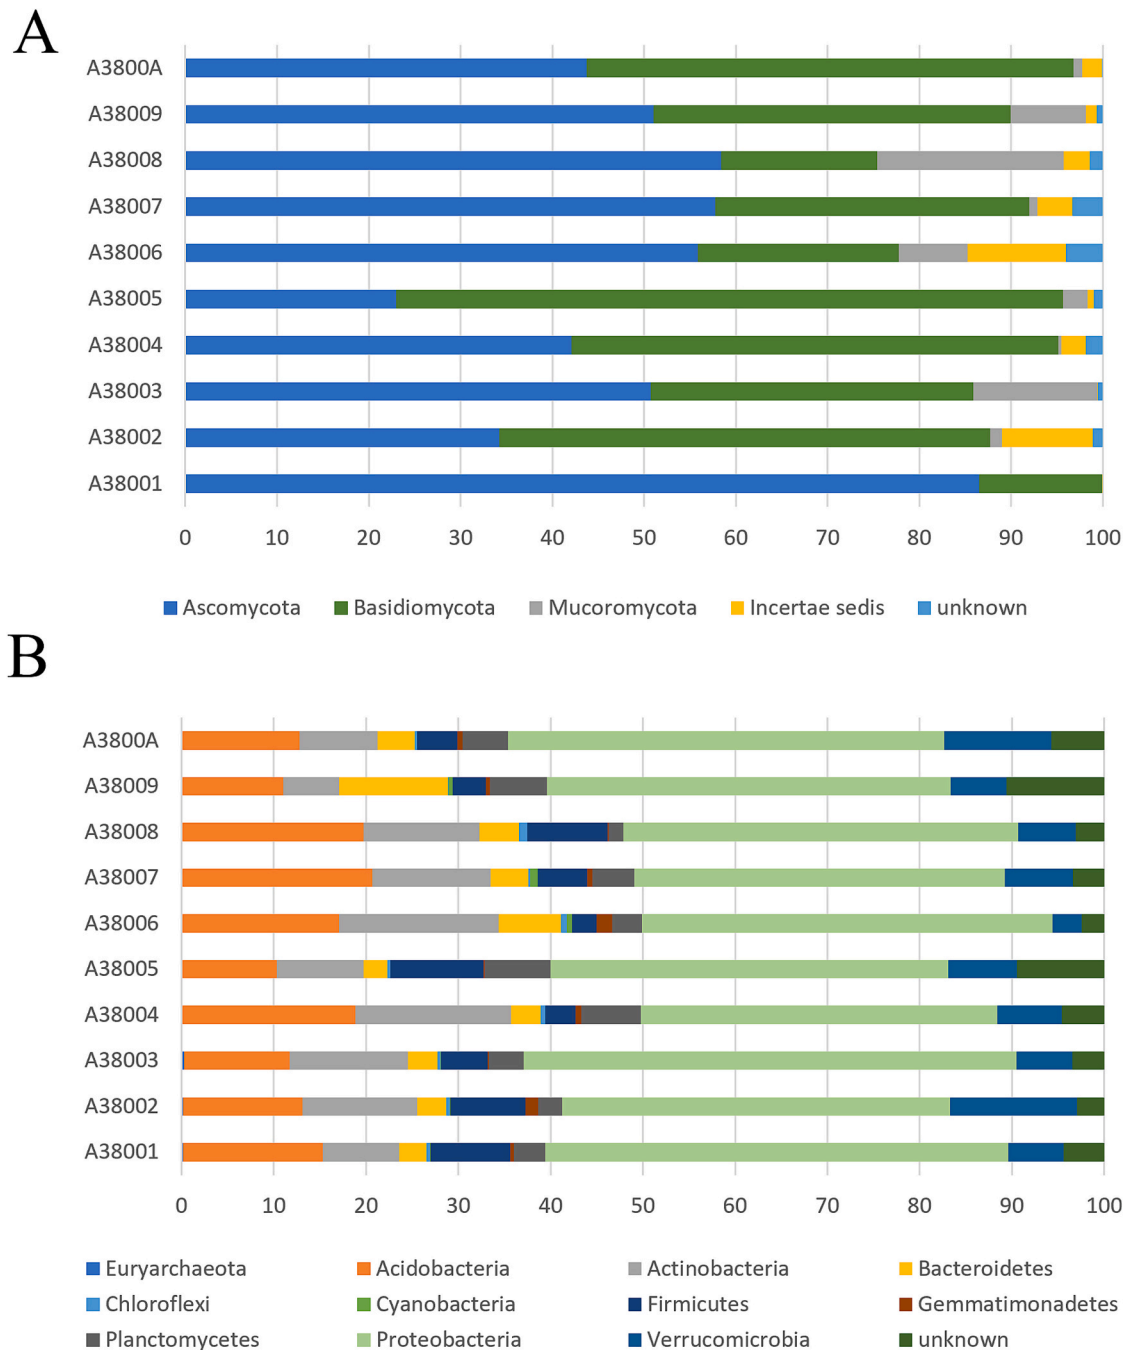 A
A3800A
A38009
A38008
A38007
A38006
A38005
A38004
A38003
A38002
A38001
0 10 20 30 40 50 60 70 80 90 100
Ascomycota Basidiomycota Mucoromycota Incertae sedis unknown
B
A3800A
A38009
A38008
A38007
A38006
A38005
A38004
A38003
A38002
A38001
0 10 20 30 40 50 60 70 80 90 100
Euryarchaeota Acidobacteria Actinobacteria Bacteroidetes
Chloroflexi Cyanobacteria Firmicutes Gemmatimonadetes
Planctomycetes Proteobacteria Verrucomicrobia unknown